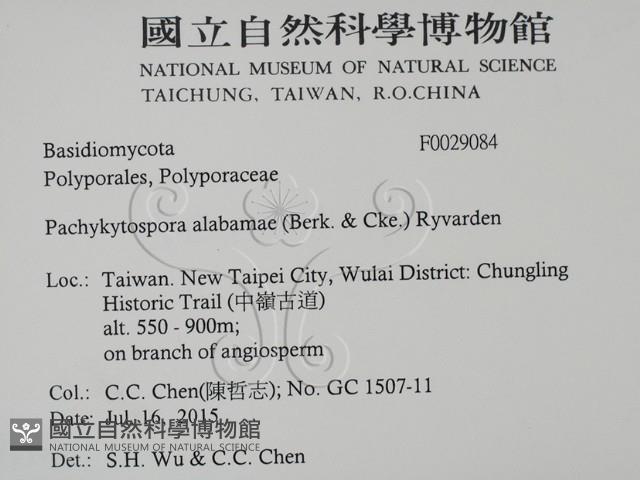 國立自然科學博物館
NATIONAL MUSEUM OF NATURAL SCIENCE
TAICHUNG, TAIWAN, R.O.CHINA
Basidiomycota F0029084
Polyporales, Polyporaceae
Pachykytospora alabamae (Berk. & Cke.) Ryvarden
Loc.: Taiwan. New Taipei City, Wulai District: Chungling
Historic Trail (中嶺古道)
alt. 550 - 900m;
on branch of angiosperm
Col.: C.C. Chen(陳哲志); No. GC 1507-11
Date: Jul. 16, 2015
國立自然科學博物館
NATIONAL MUSEUM OF NATURAL SCIENCE
Det.: S.H. Wu & C.C. Chen